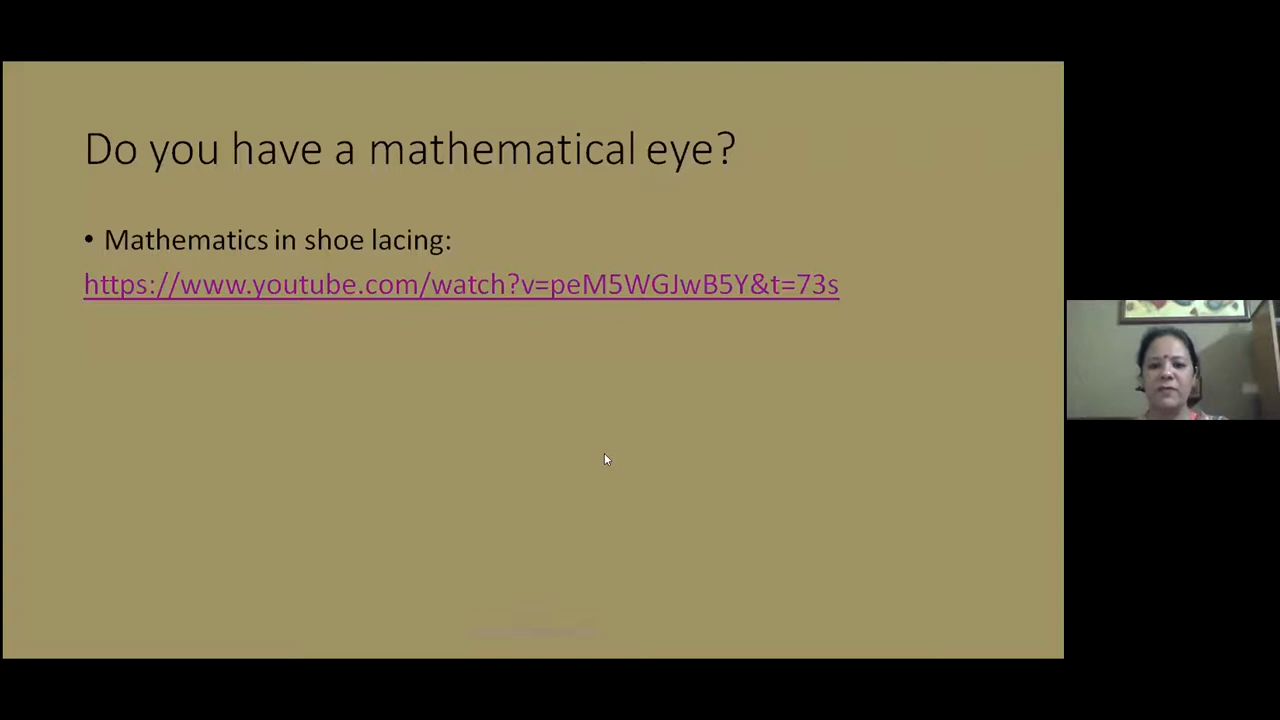 Do you have a mathematical eye?
• Mathematics in shoe lacing:
https://www.youtube.com/watch?v=peM5WGJwB5Y&t=73s